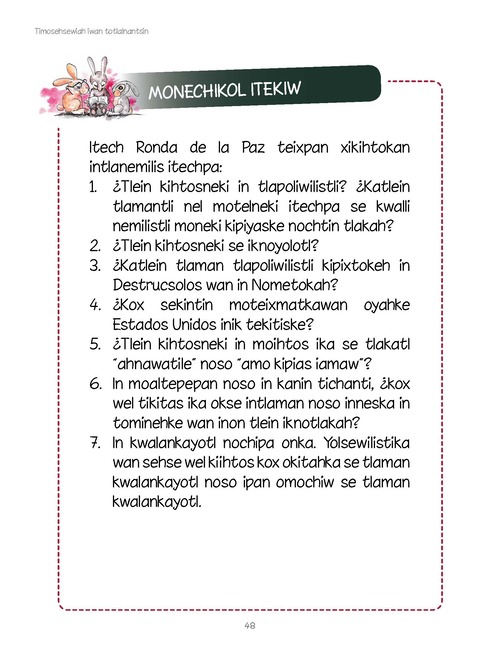 Timosehsewiah iwan totlalnantsin
MONECHIKOL ITEKIW
Itech Ronda de la Paz teixpan xikihtokan
intlanemilis itechpa:
1. ¿Tlein kihtosneki in tlapoliwilistli? ¿Katlein
tlamantli nel motelneki itechpa se kwalli
nemilistli moneki kipiyaske nochtin tlakah?
2. ¿Tlein kihtosneki se iknoyolotl?
3. ¿Katlein tlaman tlapoliwilistli kipixtokeh in
Destrucsolos wan in Nometokah?
4. ¿Kox sekintin moteixmatkawan oyahke
Estados Unidos inik tekitiske?
5. ¿Tlein kihtosneki in moihtos ika se tlakatl
“ahnawatile” noso “amo kipias iamaw”?
6. In moaltepepan noso in kanin tichanti, ¿kox
wel tikitas ika okse intlaman noso inneska in
tominehke wan inon tlein iknotlakah?
7. In kwalankayotl nochipa onka. Yolsewilistika
wan sehse wel kiihtos kox okitahka se tlaman
kwalankayotl noso ipan omochiw se tlaman
kwalankayotl.
48